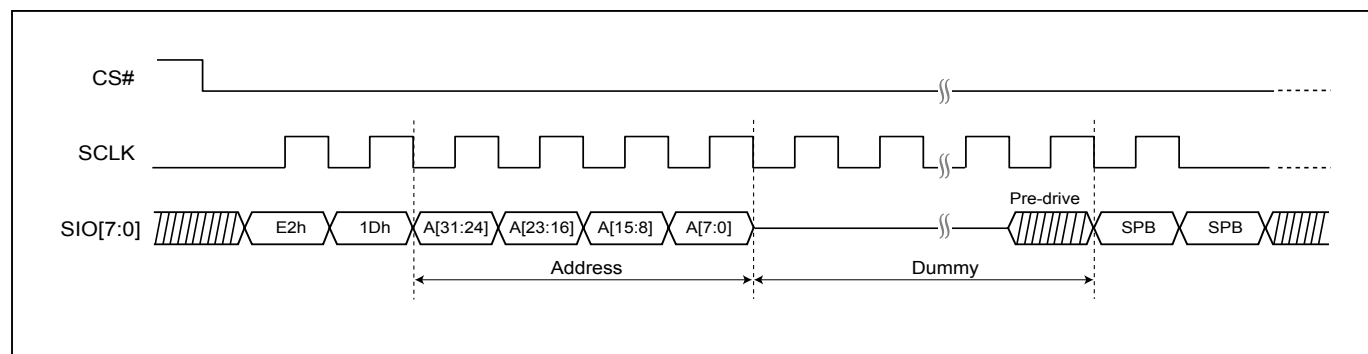 CS#
SCLK
Pre-drive
SIO[7:0] E2h 1Dh A[31:24] A[23:16] A[15:8] A[7:0] SPB SPB
Address Dummy